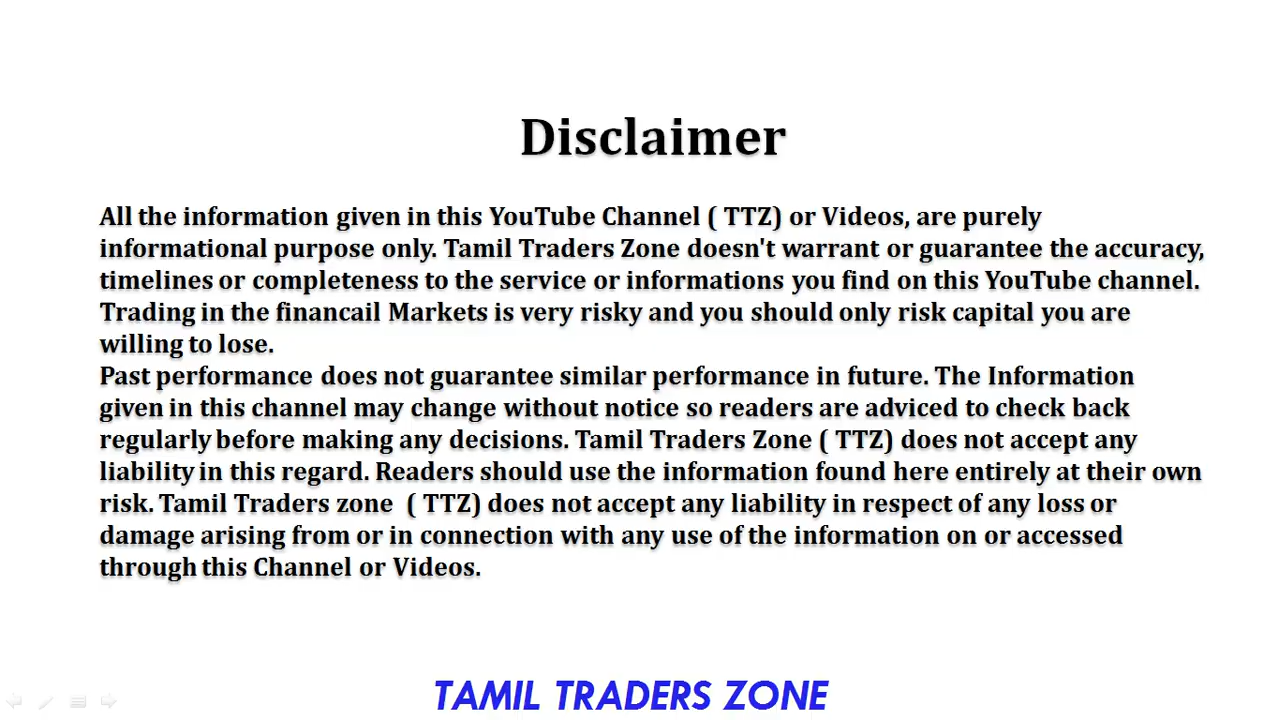 Disclaimer
All the information given in this YouTube Channel ( TTZ) or Videos, are purely
informational purpose only. Tamil Traders Zone doesn't warrant or guarantee the accuracy,
timelines or completeness to the service or informations you find on this YouTube channel.
Trading in the financail Markets is very risky and you should only risk capital you are
willing to lose.
Past performance does not guarantee similar performance in future. The Information
given in this channel may change without notice so readers are adviced to check back
regularly before making any decisions. Tamil Traders Zone ( TTZ) does not accept any
liability in this regard. Readers should use the information found here entirely at their own
risk. Tamil Traders zone  ( TTZ) does not accept any liability in respect of any loss or
damage arising from or in connection with any use of the information on or accessed
through this Channel or Videos.
TAMIL TRADERS ZONE